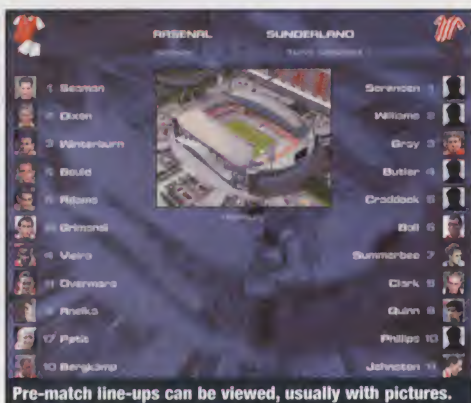 ARSENAL SUNDERLAND
1 Seaman
2 Dixon
3 Winterburn
Bould
Adams
Grimandi
4 Vieira
11 Overmars
Anelka
17 Petit
10 Bergkamp
Sorensen 1
Williams 2
Gray 3
Butler 4
Craddock 5
Ball 6
Summerbee 7
Clark 8
Quinn 9
Phillips 10
Johnston 11
Pre-match line-ups can be viewed, usually with pictures.